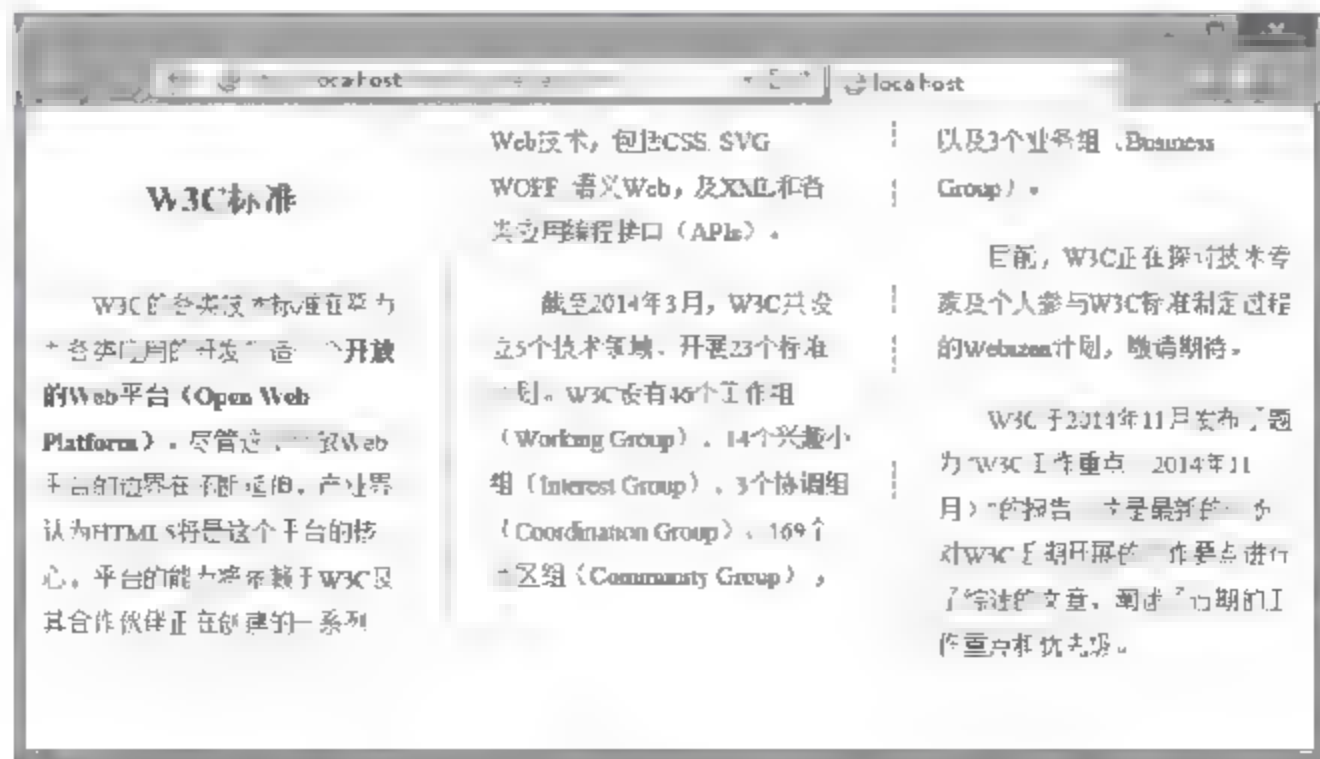 localhost
localhost
W3C标准
W3C的各类技术标准在努力
各类应用的开发 造 个开放
的Web平台（Open Web
Platform）。尽管这 Web
平台的边界在不断延伸，产业界
认为HTML5将是这个平台的核
心，平台的能力将依赖于W3C及
其合作伙伴正在创建的一系列
Web技术，包括CSS SVG
WOFF 语义Web，及XML和各
类应用编程接口（APIs）。
截至2014年3月，W3C共设
立5个技术领域、开展23个标准
计划。W3C设有46个工作组
（Working Group）、14个兴趣小
组（Interest Group）、3个协调组
（Coordination Group）、169个
社区组（Community Group），
以及3个业务组（Business
Group）。
目前，W3C正在探讨技术专
家及个人参与W3C标准制定过程
的Webizen计划，敬请期待。
W3C于2014年11月发布了题
为“W3C工作重点 2014年11
月）”的报告 这是最新的一份
对W3C近期开展的工作要点进行
了综述的文章，阐述了近期的工
作重点和优先级。